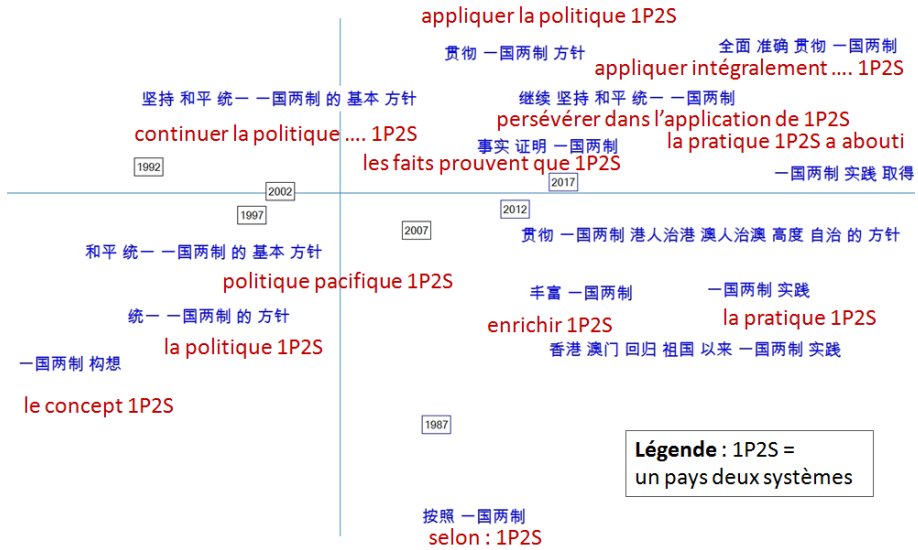 appliquer la politique 1P2S
贯彻 一国两制 方针
全面 准确 贯彻 一国两制
appliquer intégralement .... 1P2S
坚持 和平 统一 一国两制 的 基本 方针
继续 坚持 和平 统一 一国两制
continuer la politique .... 1P2S
persévérer dans l'application de 1P2S
事实 证明 一国两制
la pratique 1P2S a abouti
les faits prouvent que 1P2S
1992
一国两制 实践 取得
2017
2002
1997
2012
2007
贯彻 一国两制 港人治港 澳人治澳 高度 自治 的 方针
和平 统一 一国两制 的 基本 方针
politique pacifique 1P2S
丰富 一国两制
一国两制 实践
统一 一国两制 的 方针
enrichir 1P2S
la pratique 1P2S
la politique 1P2S
香港 澳门 回归 祖国 以来 一国两制 实践
一国两制 构想
le concept 1P2S
1987
Légende : 1P2S =
un pays deux systèmes
按照 一国两制
selon : 1P2S